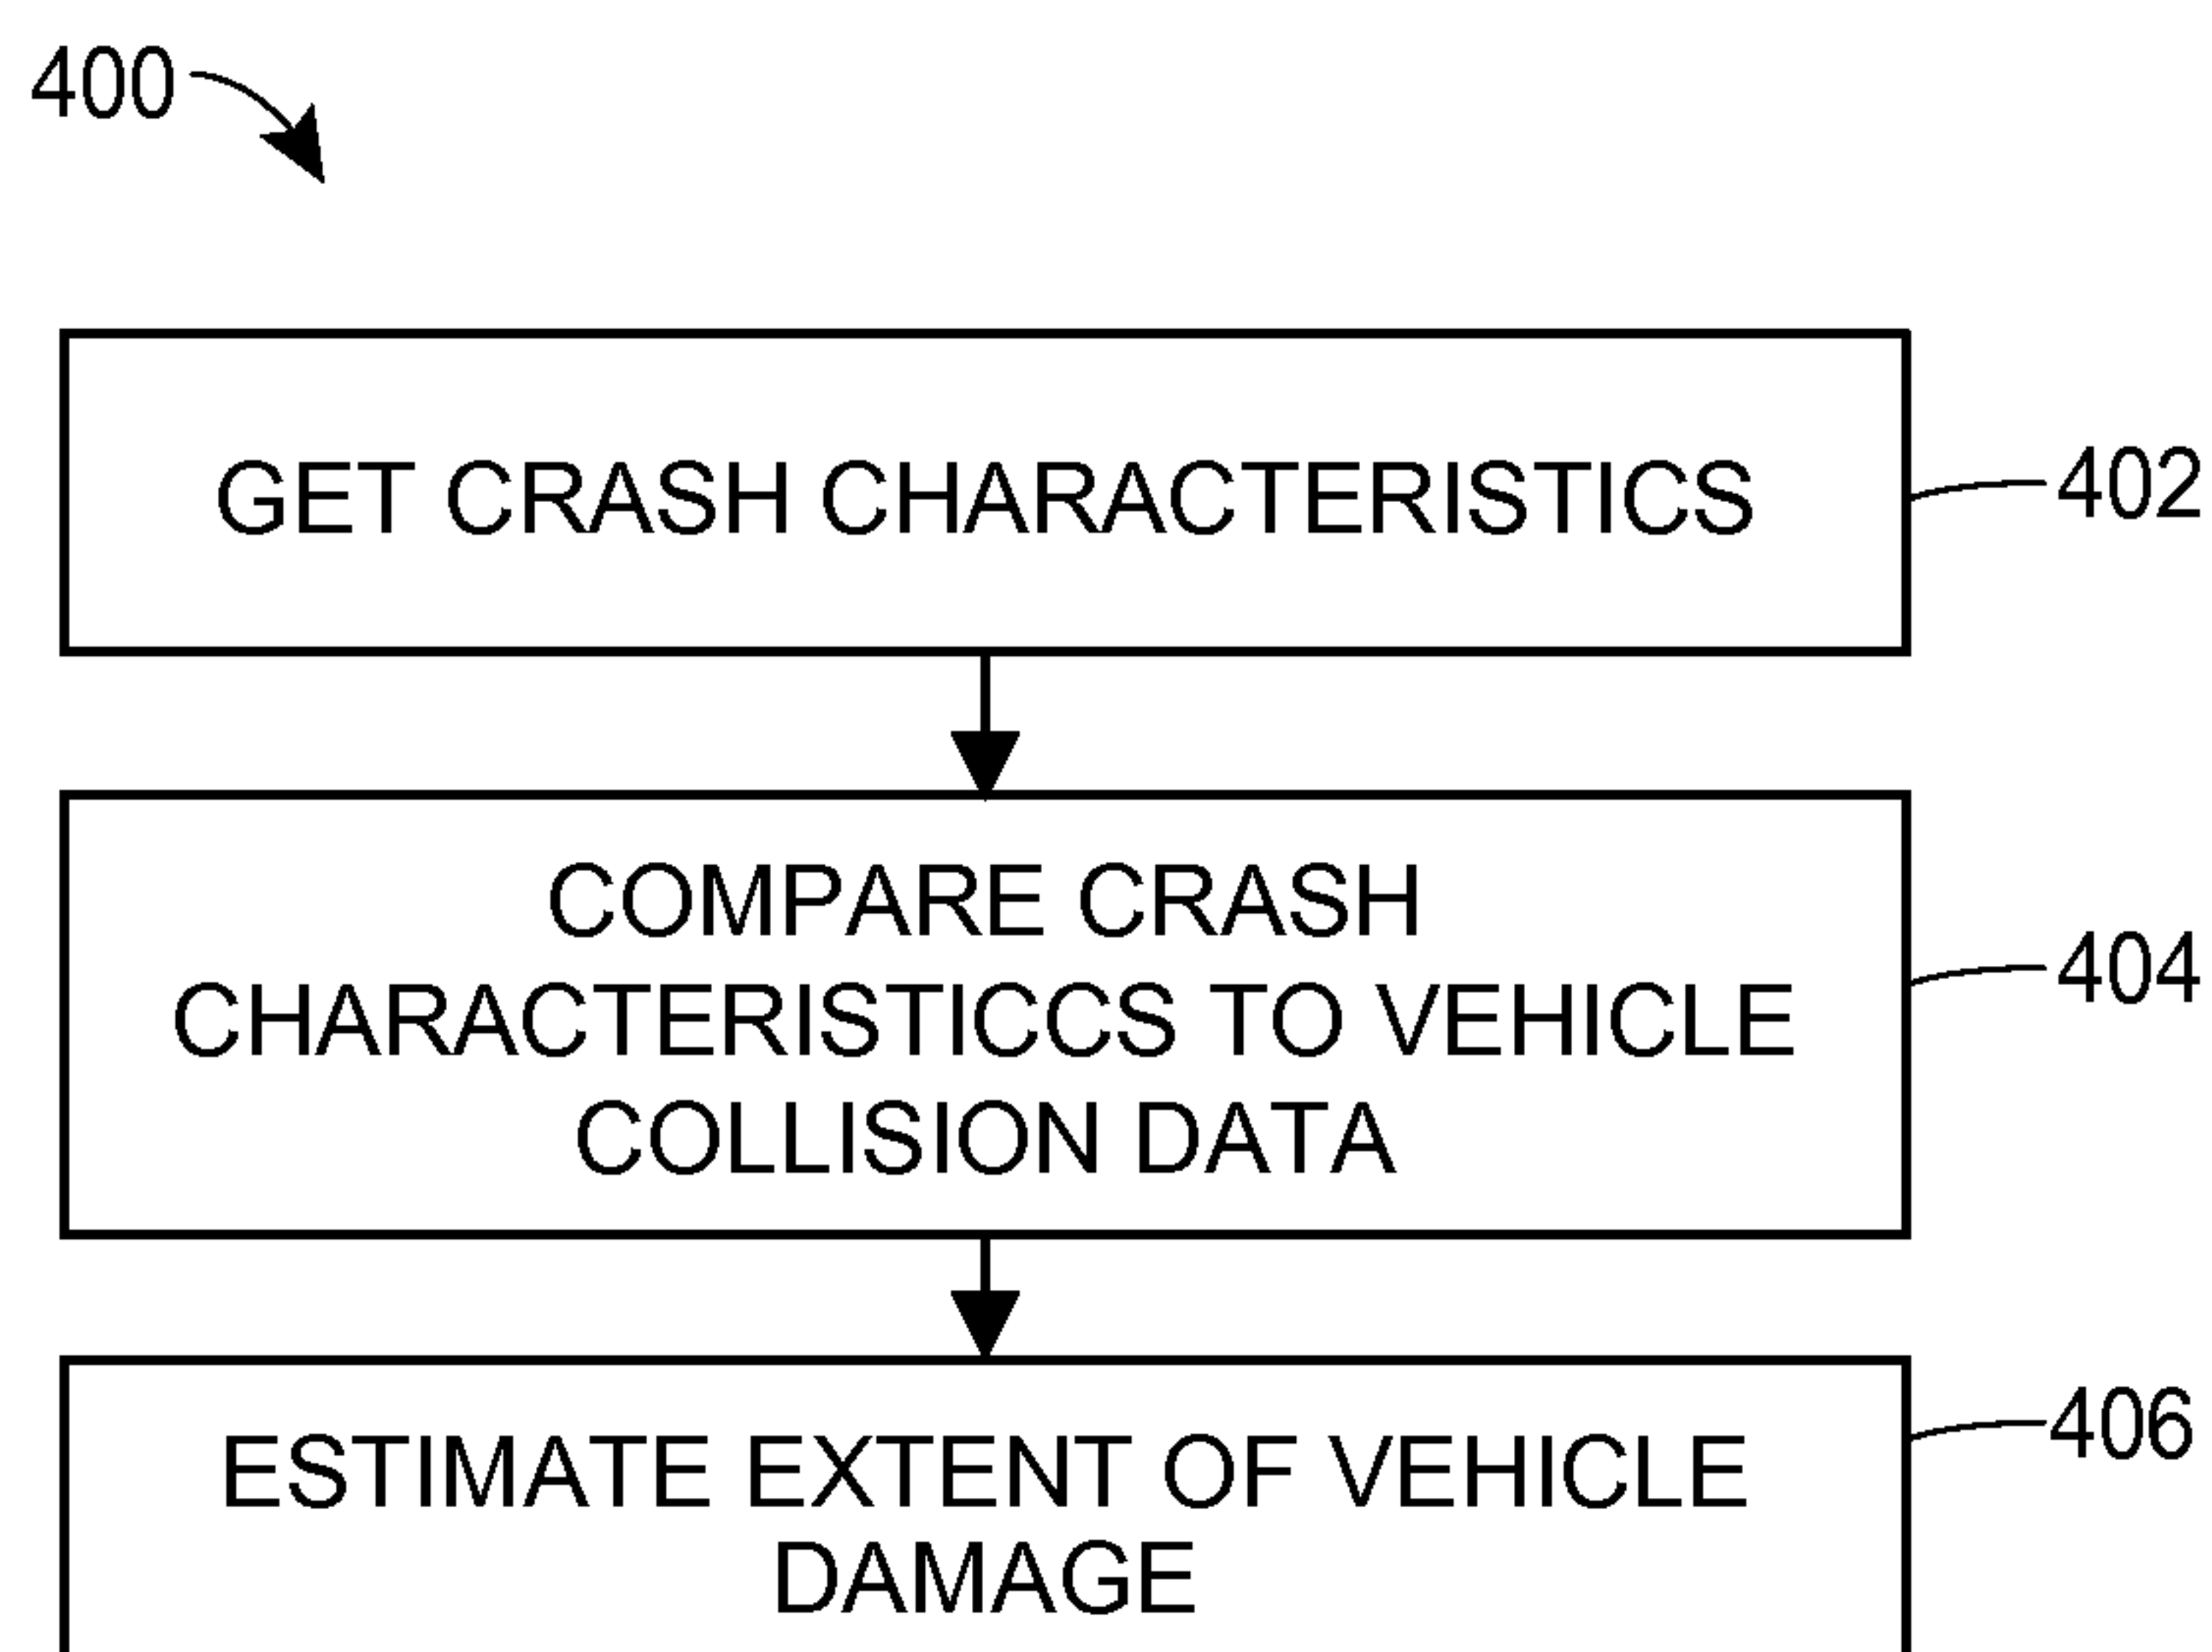 400
GET CRASH CHARACTERISTICS
402
COMPARE CRASH
CHARACTERISTICCS TO VEHICLE
COLLISION DATA
404
ESTIMATE EXTENT OF VEHICLE
DAMAGE
406